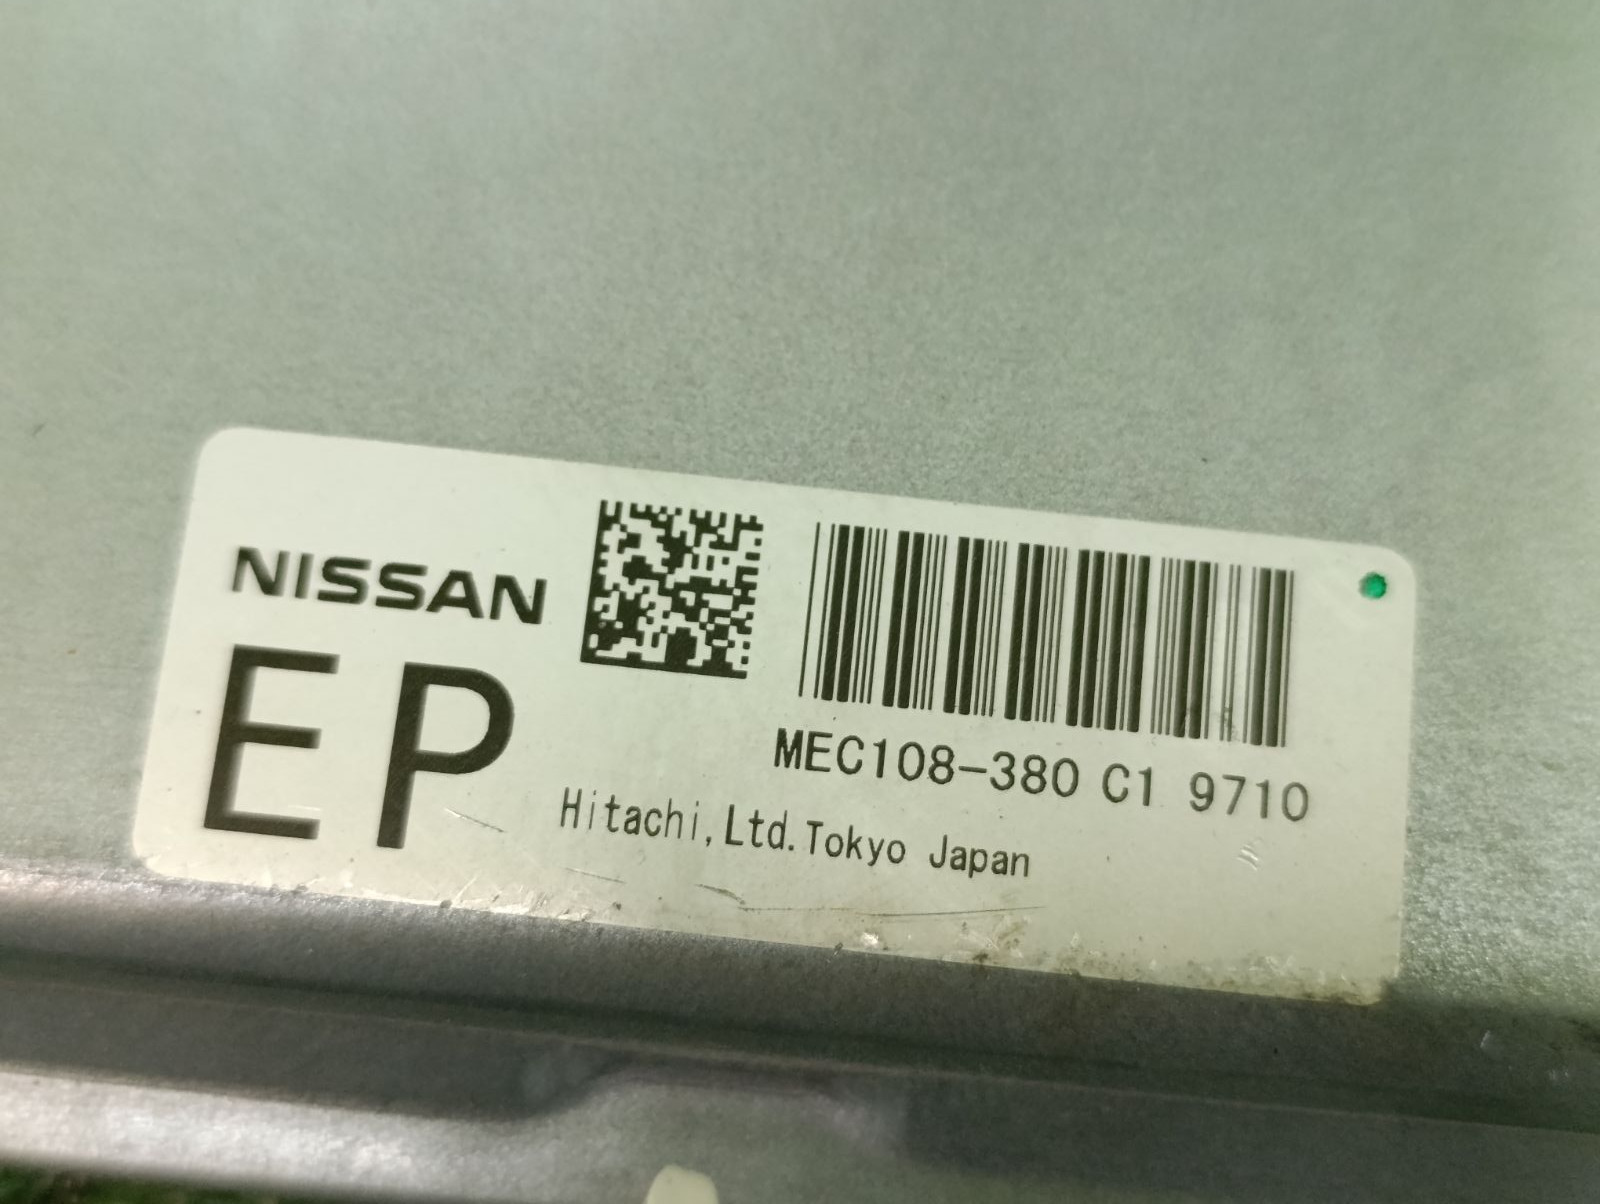 NISSAN
EP
MEC108-380 C1 9710
Hitachi,Ltd.Tokyo Japan